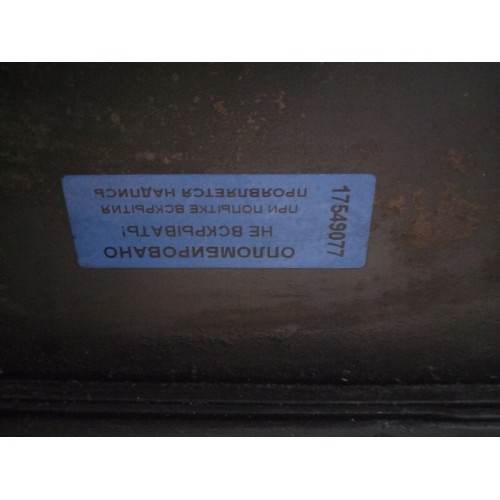 ОПЛОМБИРОВАНО
НЕ ВСКРЫВАТЬ!
ПРИ ПОПЫТКЕ ВСКРЫТИЯ
ПРОЯВЛЯЕТСЯ НАДПИСЬ
17549077